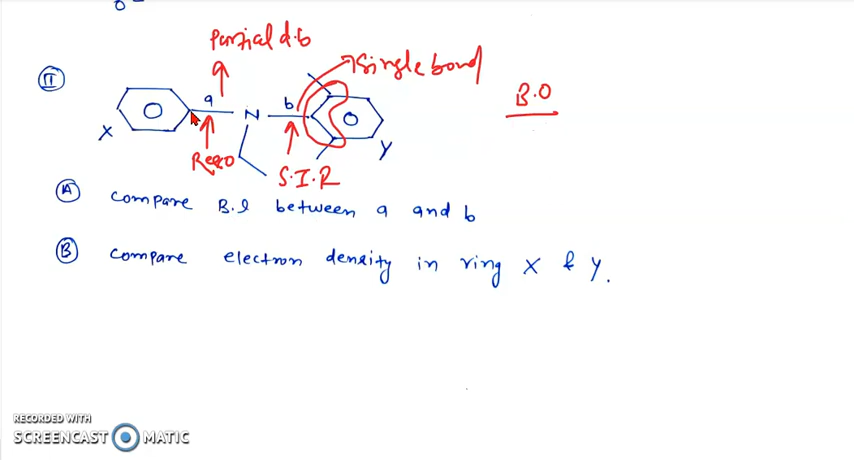 Partial d.b
Single bond
II
B.O
a
N
b
X
Y
Reso
S.I.R
A Compare B.l between a and b
B Compare electron density in ring X & Y.
RECORDED WITH
SCREENCAST MATIC